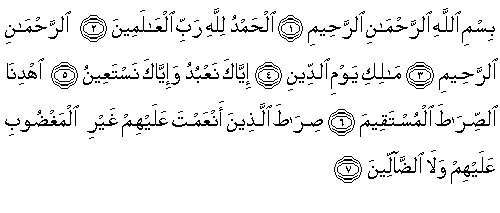 بِسْمِ ٱللَّهِ ٱلرَّحْمَـٰنِ ٱلرَّحِيمِ ۝١ ٱلْحَمْدُ لِلَّهِ رَبِّ ٱلْعَـٰلَمِينَ ۝٢ ٱلرَّحْمَـٰنِ
ٱلرَّحِيمِ ۝٣ مَـٰلِكِ يَوْمِ ٱلدِّينِ ۝٤ إِيَّاكَ نَعْبُدُ وَإِيَّاكَ نَسْتَعِينُ ۝٥ ٱهْدِنَا
ٱلصِّرَٰطَ ٱلْمُسْتَقِيمَ ۝٦ صِرَٰطَ ٱلَّذِينَ أَنْعَمْتَ عَلَيْهِمْ غَيْرِ ٱلْمَغْضُوبِ
عَلَيْهِمْ وَلَا ٱلضَّآلِّينَ ۝٧